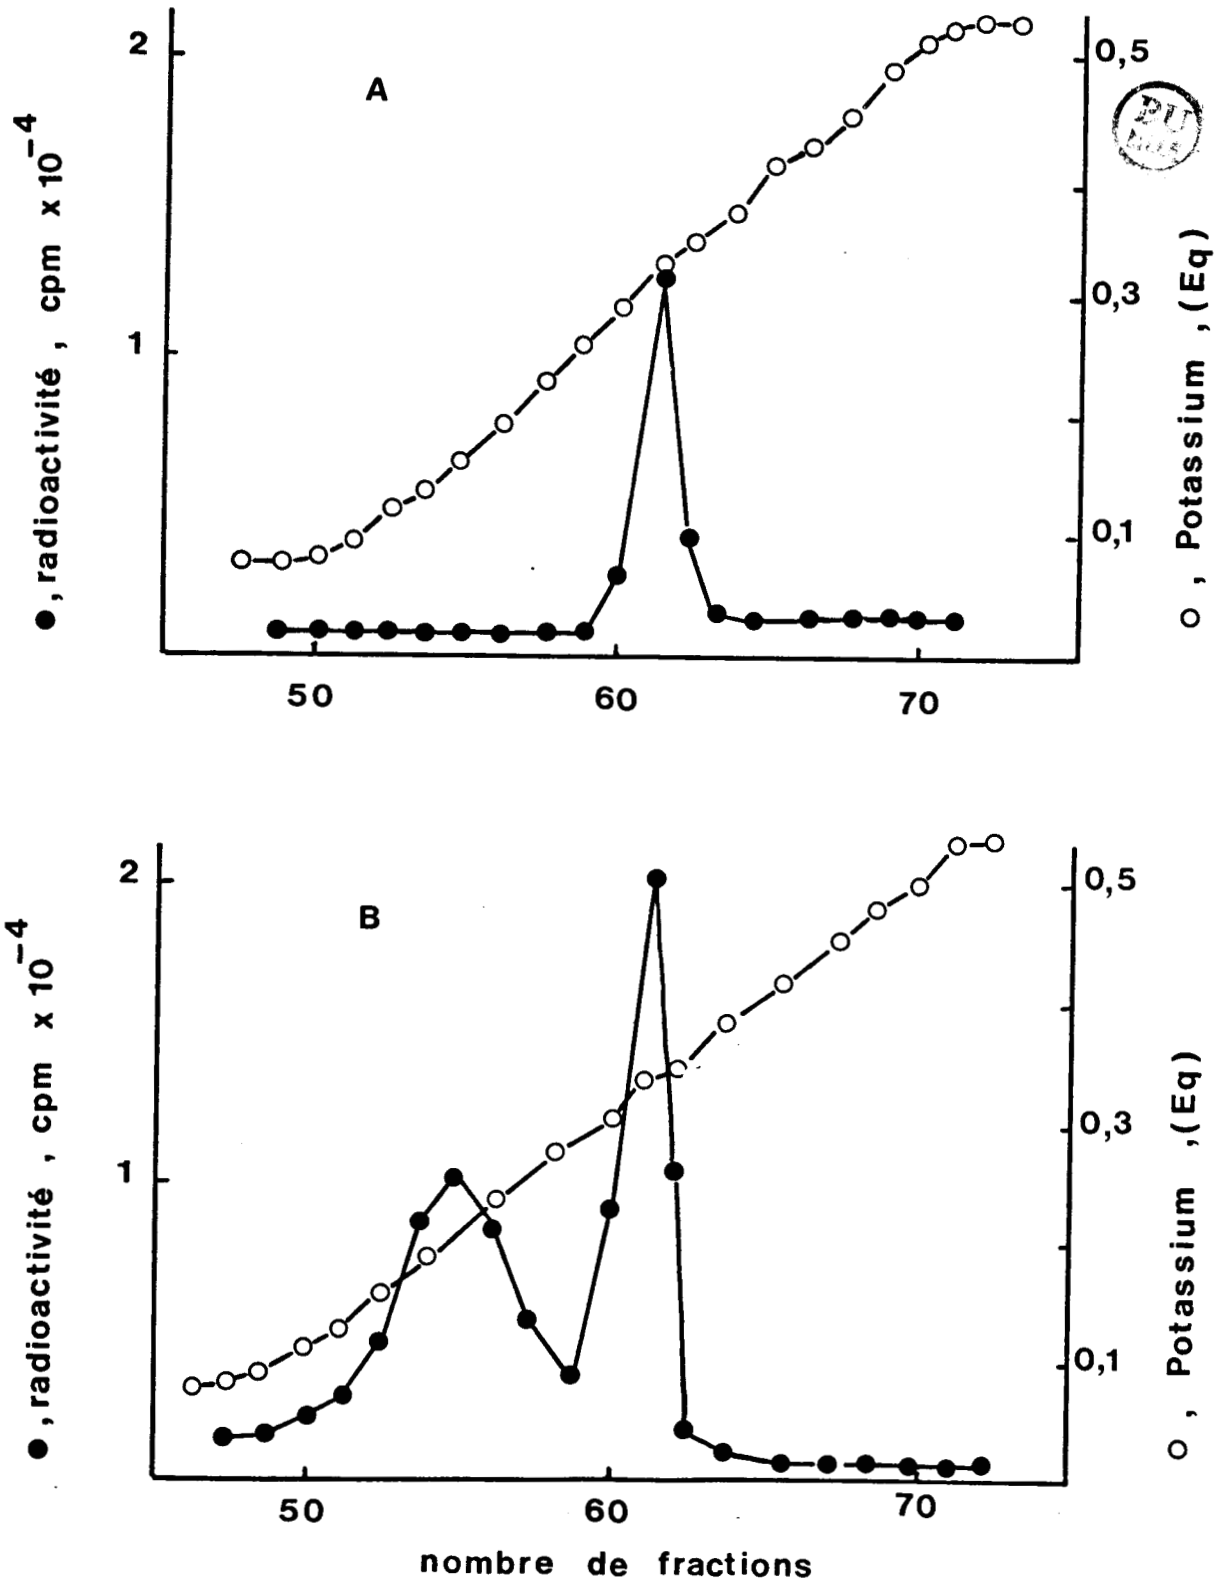 2
1
A
●, radioactivité, cpm x 10⁻⁴
0,5
0,3
0,1
○, Potassium, (Eq)
50 60 70
2
1
B
●, radioactivité, cpm x 10⁻⁴
0,5
0,3
0,1
○, Potassium, (Eq)
50 60 70
nombre de fractions